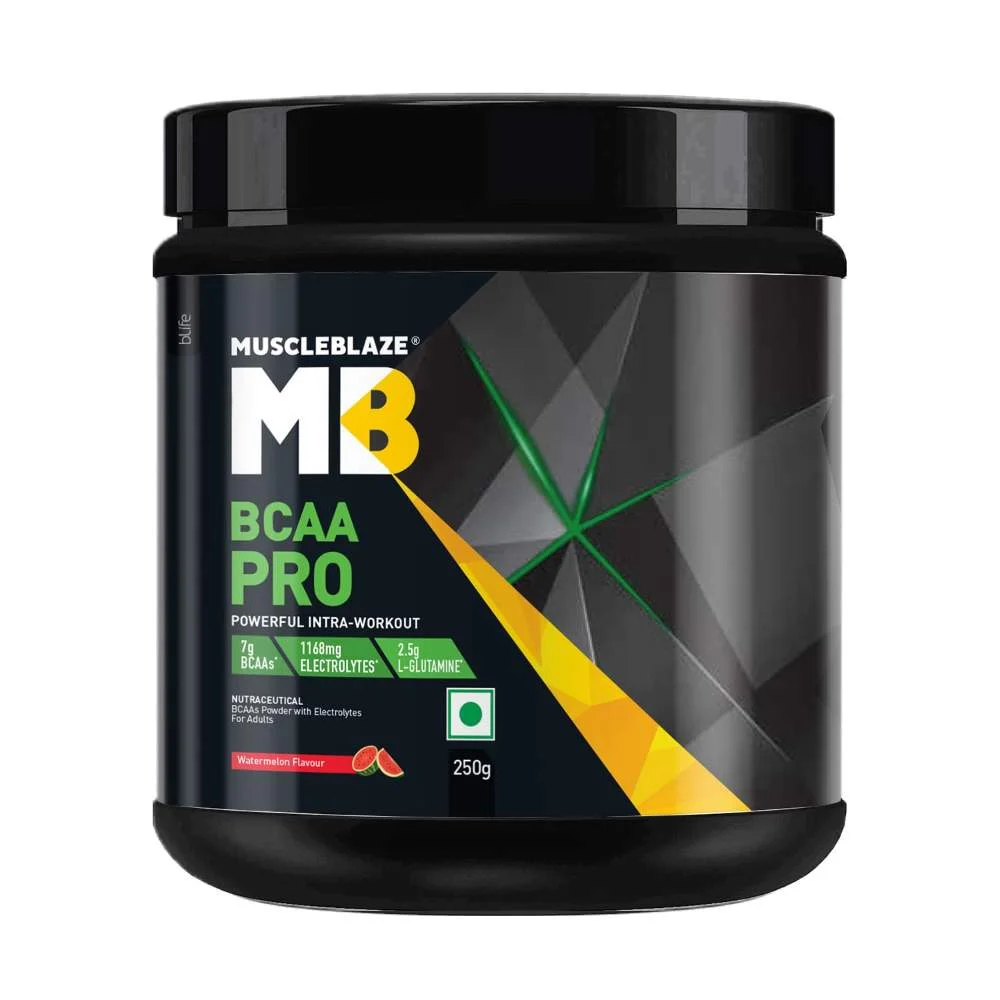 bLife
MUSCLEBLAZE®
MB
BCAA
PRO
POWERFUL INTRA-WORKOUT
7g
BCAAs*
1168mg
ELECTROLYTES*
2.5g
L-GLUTAMINE*
NUTRACEUTICAL
BCAAs Powder with Electrolytes
For Adults
Watermelon Flavour
250g